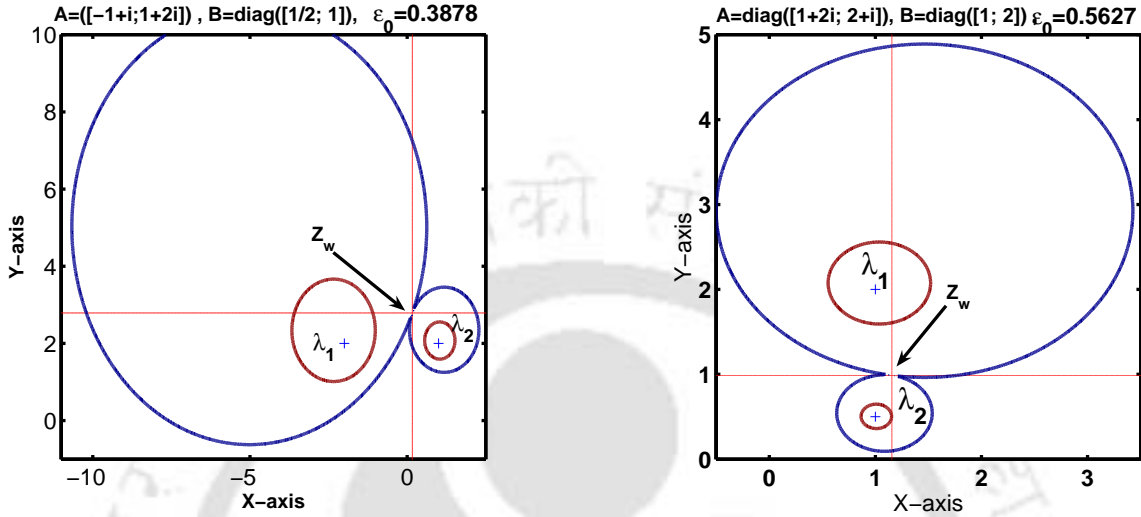 A=([-1+i;1+2i]) , B=diag([1/2; 1]), ε₀=0.3878
10
8
6
4
2
0
Y-axis
−10
−5
0
X-axis
Z_w
λ₁
λ₂
A=diag([1+2i; 2+i]), B=diag([1; 2]) ε₀=0.5627
5
4
3
2
1
0
Y-axis
0
1
2
3
X-axis
λ₁
Z_w
λ₂